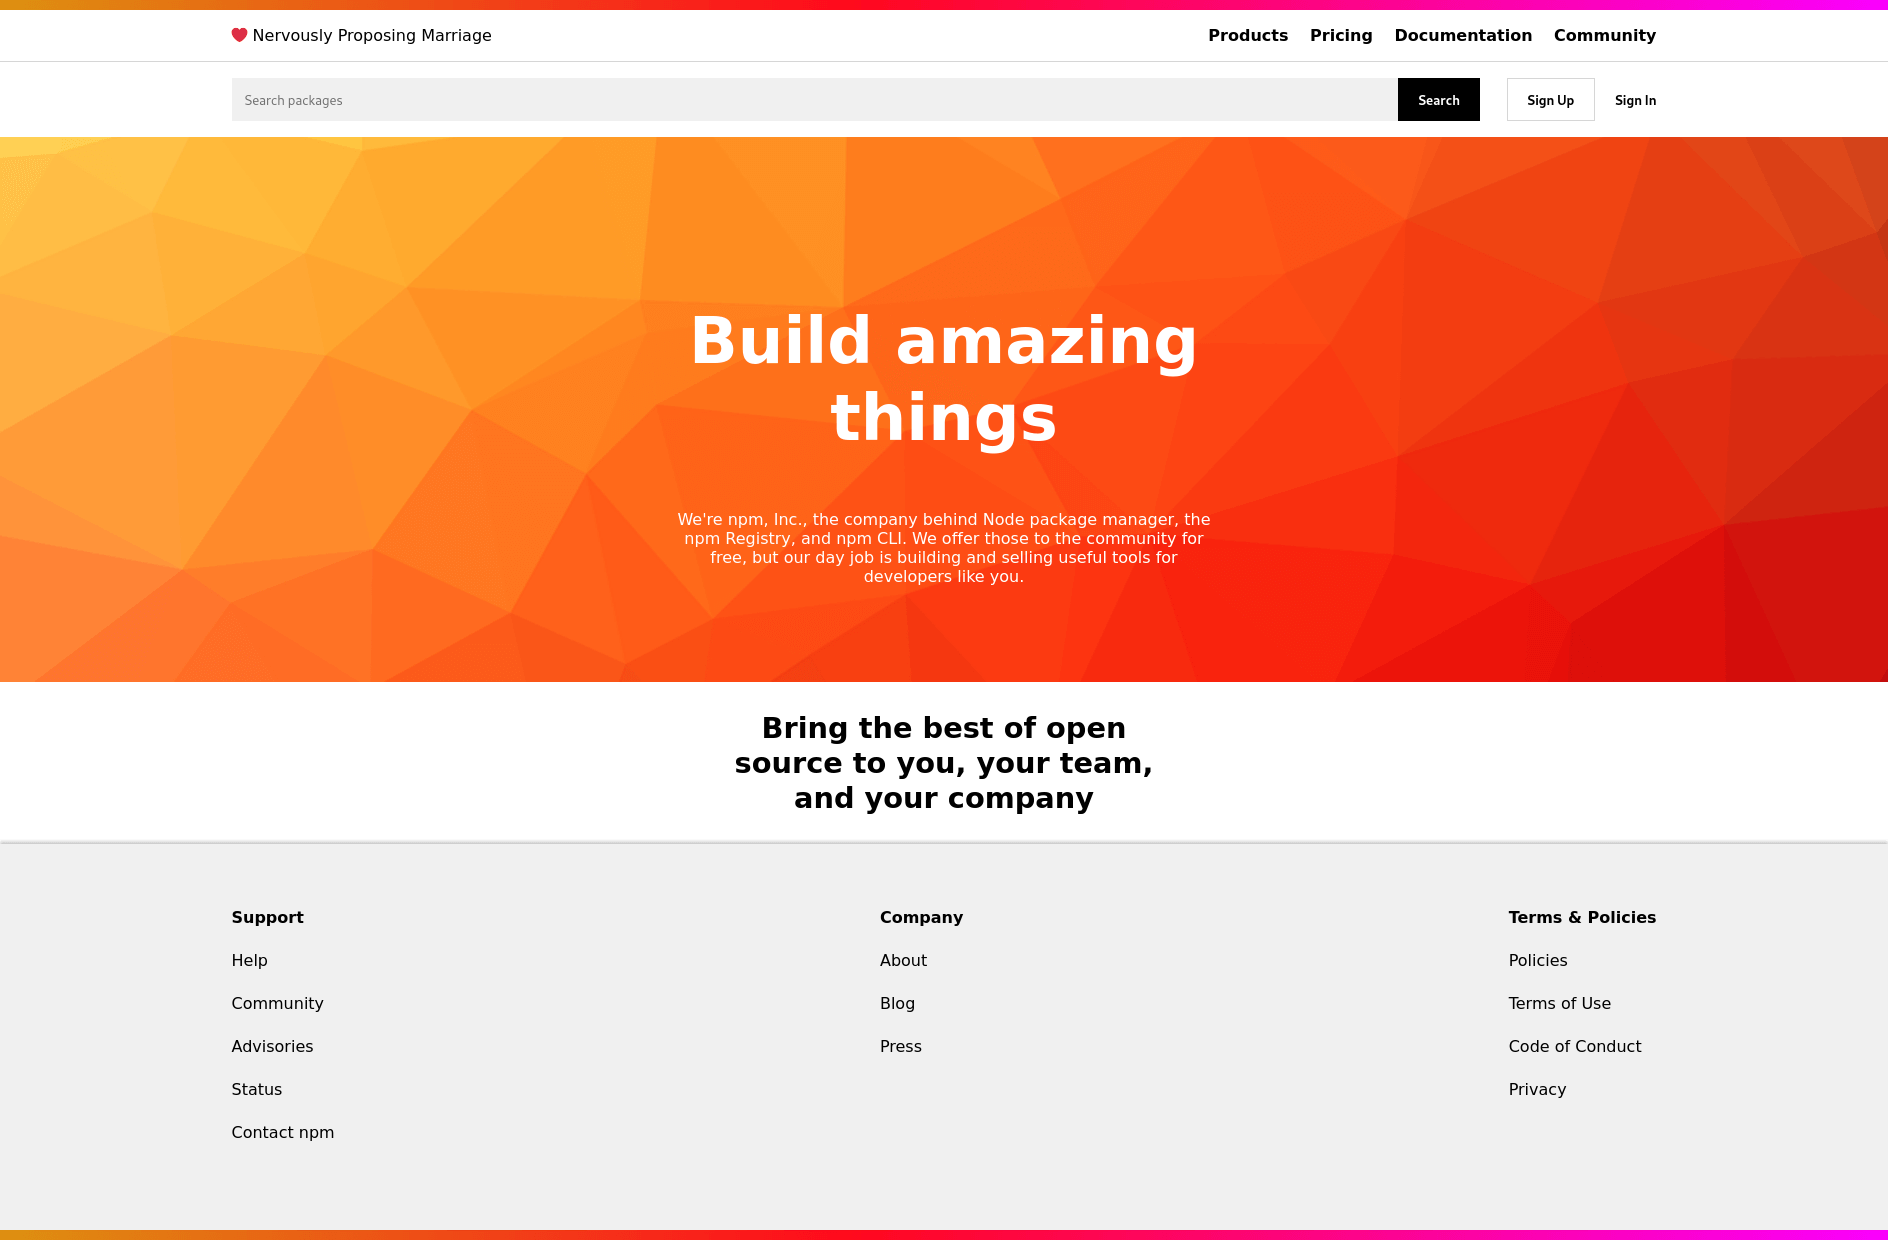 Nervously Proposing Marriage
Products Pricing Documentation Community
Search packages Search Sign Up Sign In
Build amazing
things
We're npm, Inc., the company behind Node package manager, the
npm Registry, and npm CLI. We offer those to the community for
free, but our day job is building and selling useful tools for
developers like you.
Bring the best of open
source to you, your team,
and your company
Support
Help
Community
Advisories
Status
Contact npm
Company
About
Blog
Press
Terms & Policies
Policies
Terms of Use
Code of Conduct
Privacy